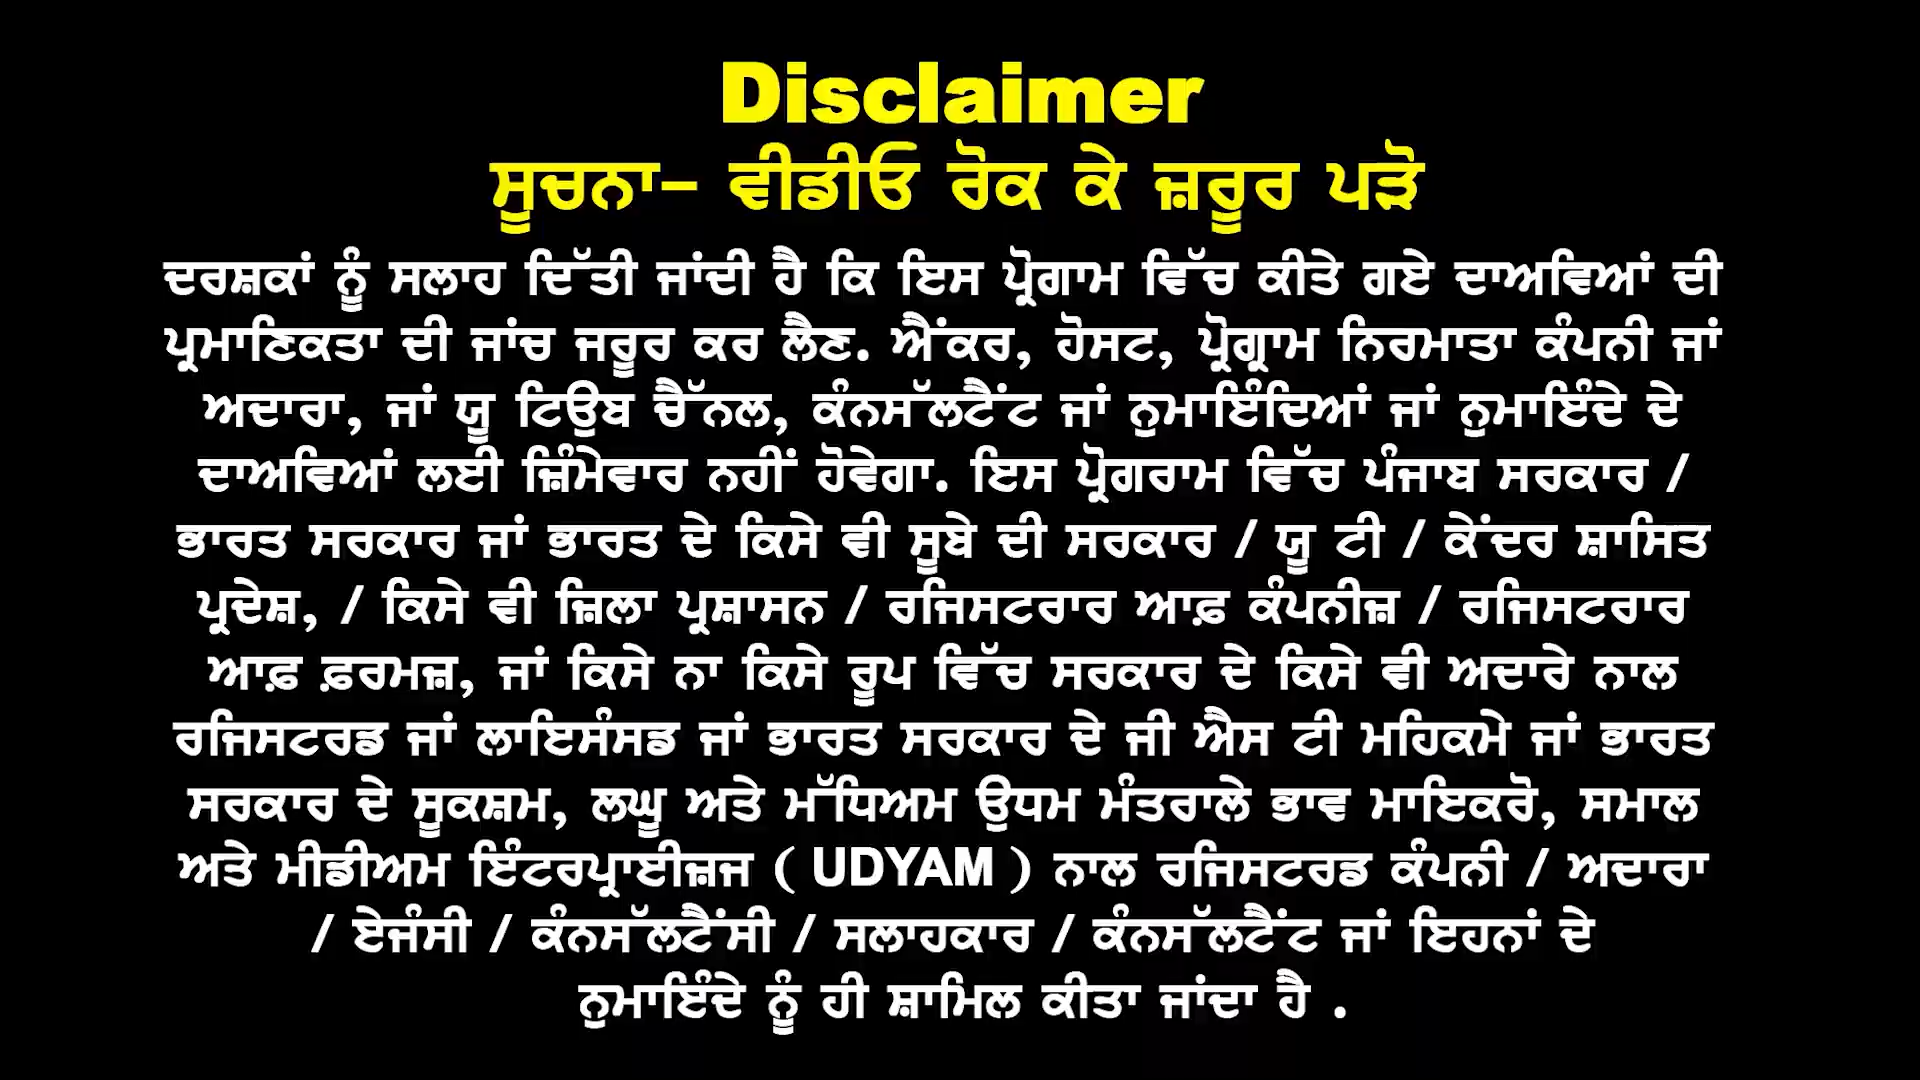 Disclaimer
ਸੂਚਨਾ- ਵੀਡੀਓ ਰੋਕ ਕੇ ਜ਼ਰੂਰ ਪੜੋ
ਦਰਸ਼ਕਾਂ ਨੂੰ ਸਲਾਹ ਦਿੱਤੀ ਜਾਂਦੀ ਹੈ ਕਿ ਇਸ ਪ੍ਰੋਗਾਮ ਵਿੱਚ ਕੀਤੇ ਗਏ ਦਾਅਵਿਆਂ ਦੀ
ਪ੍ਰਮਾਣਿਕਤਾ ਦੀ ਜਾਂਚ ਜਰੂਰ ਕਰ ਲੈਣ. ਐਂਕਰ, ਹੋਸਟ, ਪ੍ਰੋਗ੍ਰਾਮ ਨਿਰਮਾਤਾ ਕੰਪਨੀ ਜਾਂ
ਅਦਾਰਾ, ਜਾਂ ਯੂ ਟਿਉਬ ਚੈੱਨਲ, ਕੰਨਸੱਲਟੈਂਟ ਜਾਂ ਨੁਮਾਇੰਦਿਆਂ ਜਾਂ ਨੁਮਾਇੰਦੇ ਦੇ
ਦਾਅਵਿਆਂ ਲਈ ਜ਼ਿੰਮੇਵਾਰ ਨਹੀਂ ਹੋਵੇਗਾ. ਇਸ ਪ੍ਰੋਗਰਾਮ ਵਿੱਚ ਪੰਜਾਬ ਸਰਕਾਰ /
ਭਾਰਤ ਸਰਕਾਰ ਜਾਂ ਭਾਰਤ ਦੇ ਕਿਸੇ ਵੀ ਸੂਬੇ ਦੀ ਸਰਕਾਰ / ਯੂ ਟੀ / ਕੇਂਦਰ ਸ਼ਾਸਿਤ
ਪ੍ਰਦੇਸ਼, / ਕਿਸੇ ਵੀ ਜ਼ਿਲਾ ਪ੍ਰਸ਼ਾਸਨ / ਰਜਿਸਟਰਾਰ ਆਫ਼ ਕੰਪਨੀਜ਼ / ਰਜਿਸਟਰਾਰ
ਆਫ਼ ਫ਼ਰਮਜ਼, ਜਾਂ ਕਿਸੇ ਨਾ ਕਿਸੇ ਰੂਪ ਵਿੱਚ ਸਰਕਾਰ ਦੇ ਕਿਸੇ ਵੀ ਅਦਾਰੇ ਨਾਲ
ਰਜਿਸਟਰਡ ਜਾਂ ਲਾਇਸੰਸਡ ਜਾਂ ਭਾਰਤ ਸਰਕਾਰ ਦੇ ਜੀ ਐਸ ਟੀ ਮਹਿਕਮੇ ਜਾਂ ਭਾਰਤ
ਸਰਕਾਰ ਦੇ ਸੂਕਸ਼ਮ, ਲਘੂ ਅਤੇ ਮੱਧਿਅਮ ਉਧਮ ਮੰਤਰਾਲੇ ਭਾਵ ਮਾਇਕਰੋ, ਸਮਾਲ
ਅਤੇ ਮੀਡੀਅਮ ਇੰਟਰਪ੍ਰਾਈਜ਼ਜ ( UDYAM ) ਨਾਲ ਰਜਿਸਟਰਡ ਕੰਪਨੀ / ਅਦਾਰਾ
/ ਏਜੰਸੀ / ਕੰਨਸੱਲਟੈਂਸੀ / ਸਲਾਹਕਾਰ / ਕੰਨਸੱਲਟੈਂਟ ਜਾਂ ਇਹਨਾਂ ਦੇ
ਨੁਮਾਇੰਦੇ ਨੂੰ ਹੀ ਸ਼ਾਮਿਲ ਕੀਤਾ ਜਾਂਦਾ ਹੈ .